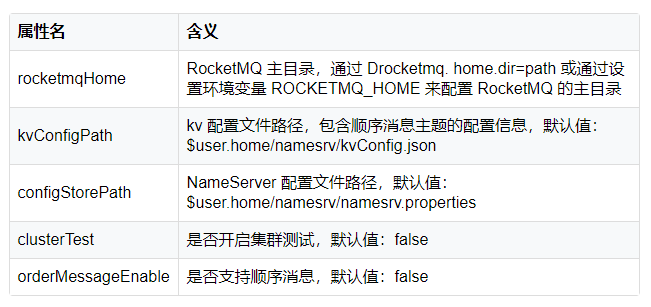 属性名 含义
rocketmqHome RocketMQ 主目录，通过 Drocketmq. home.dir=path 或通过设
置环境变量 ROCKETMQ_HOME 来配置 RocketMQ 的主目录
kvConfigPath kv 配置文件路径，包含顺序消息主题的配置信息，默认值：
$user.home/namesrv/kvConfig.json
configStorePath NameServer 配置文件路径，默认值：
$user.home/namesrv/namesrv.properties
clusterTest 是否开启集群测试，默认值：false
orderMessageEnable 是否支持顺序消息，默认值：false